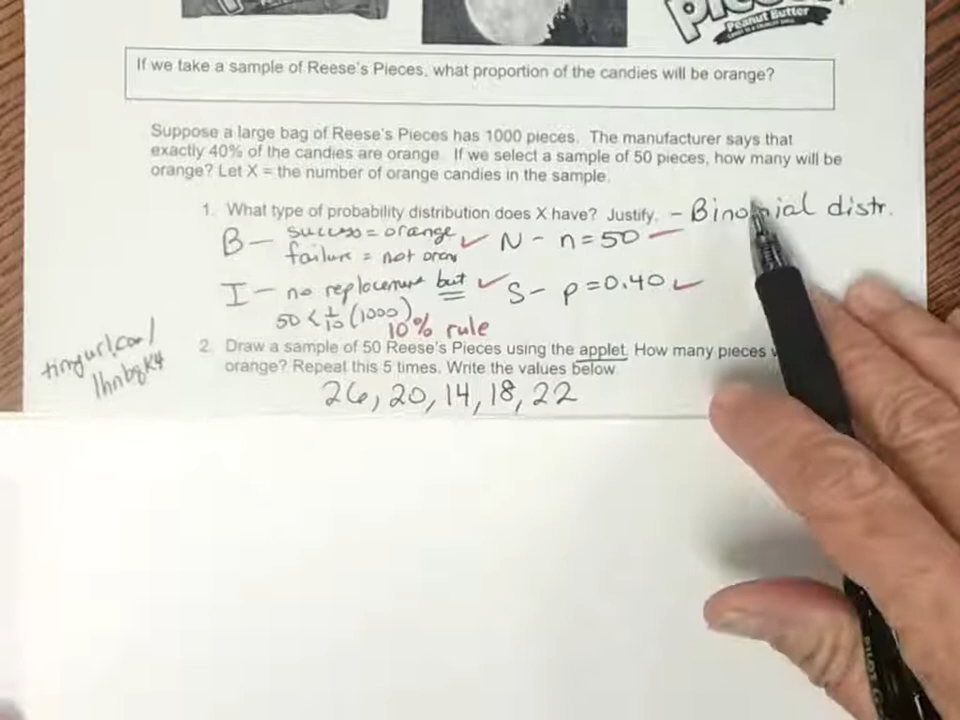 Pieces
Peanut Butter
If we take a sample of Reese's Pieces, what proportion of the candies will be orange?
Suppose a large bag of Reese's Pieces has 1000 pieces. The manufacturer says that
exactly 40% of the candies are orange. If we select a sample of 50 pieces, how many will be
orange? Let X = the number of orange candies in the sample.
1. What type of probability distribution does X have? Justify. - Binomial distr.
B - success = orange ✓ N - n = 50
failure = not oran
I - no replacement but ✓ S - p = 0.40 ✓
50 < 1/10 (1000)
10% rule
2. Draw a sample of 50 Reese's Pieces using the applet. How many pieces
orange? Repeat this 5 times. Write the values below.
26, 20, 14, 18, 22
tinyurl.com/